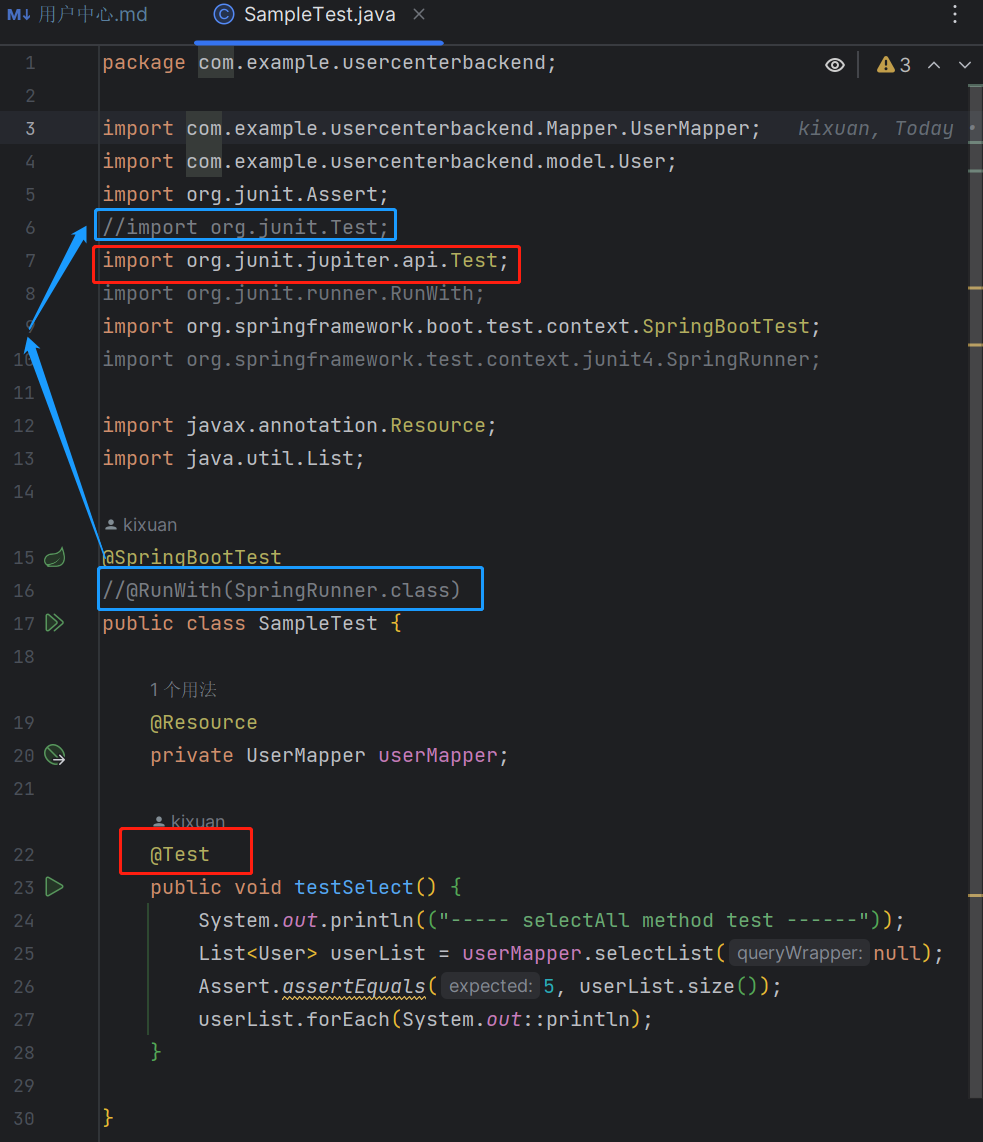 M↓ 用户中心.md
SampleTest.java
3
1 package com.example.usercenterbackend;
2
3 import com.example.usercenterbackend.Mapper.UserMapper; kixuan, Today
4 import com.example.usercenterbackend.model.User;
5 import org.junit.Assert;
6 //import org.junit.Test;
7 import org.junit.jupiter.api.Test;
8 import org.junit.runner.RunWith;
9 import org.springframework.boot.test.context.SpringBootTest;
10 import org.springframework.test.context.junit4.SpringRunner;
11
12 import javax.annotation.Resource;
13 import java.util.List;
14
kixuan
15 @SpringBootTest
16 //@RunWith(SpringRunner.class)
17 public class SampleTest {
18
1 个用法
19 @Resource
20 private UserMapper userMapper;
21
kixuan
22 @Test
23 public void testSelect() {
24 System.out.println(("----- selectAll method test ------"));
25 List<User> userList = userMapper.selectList( queryWrapper: null);
26 Assert.assertEquals( expected: 5, userList.size());
27 userList.forEach(System.out::println);
28 }
29
30 }